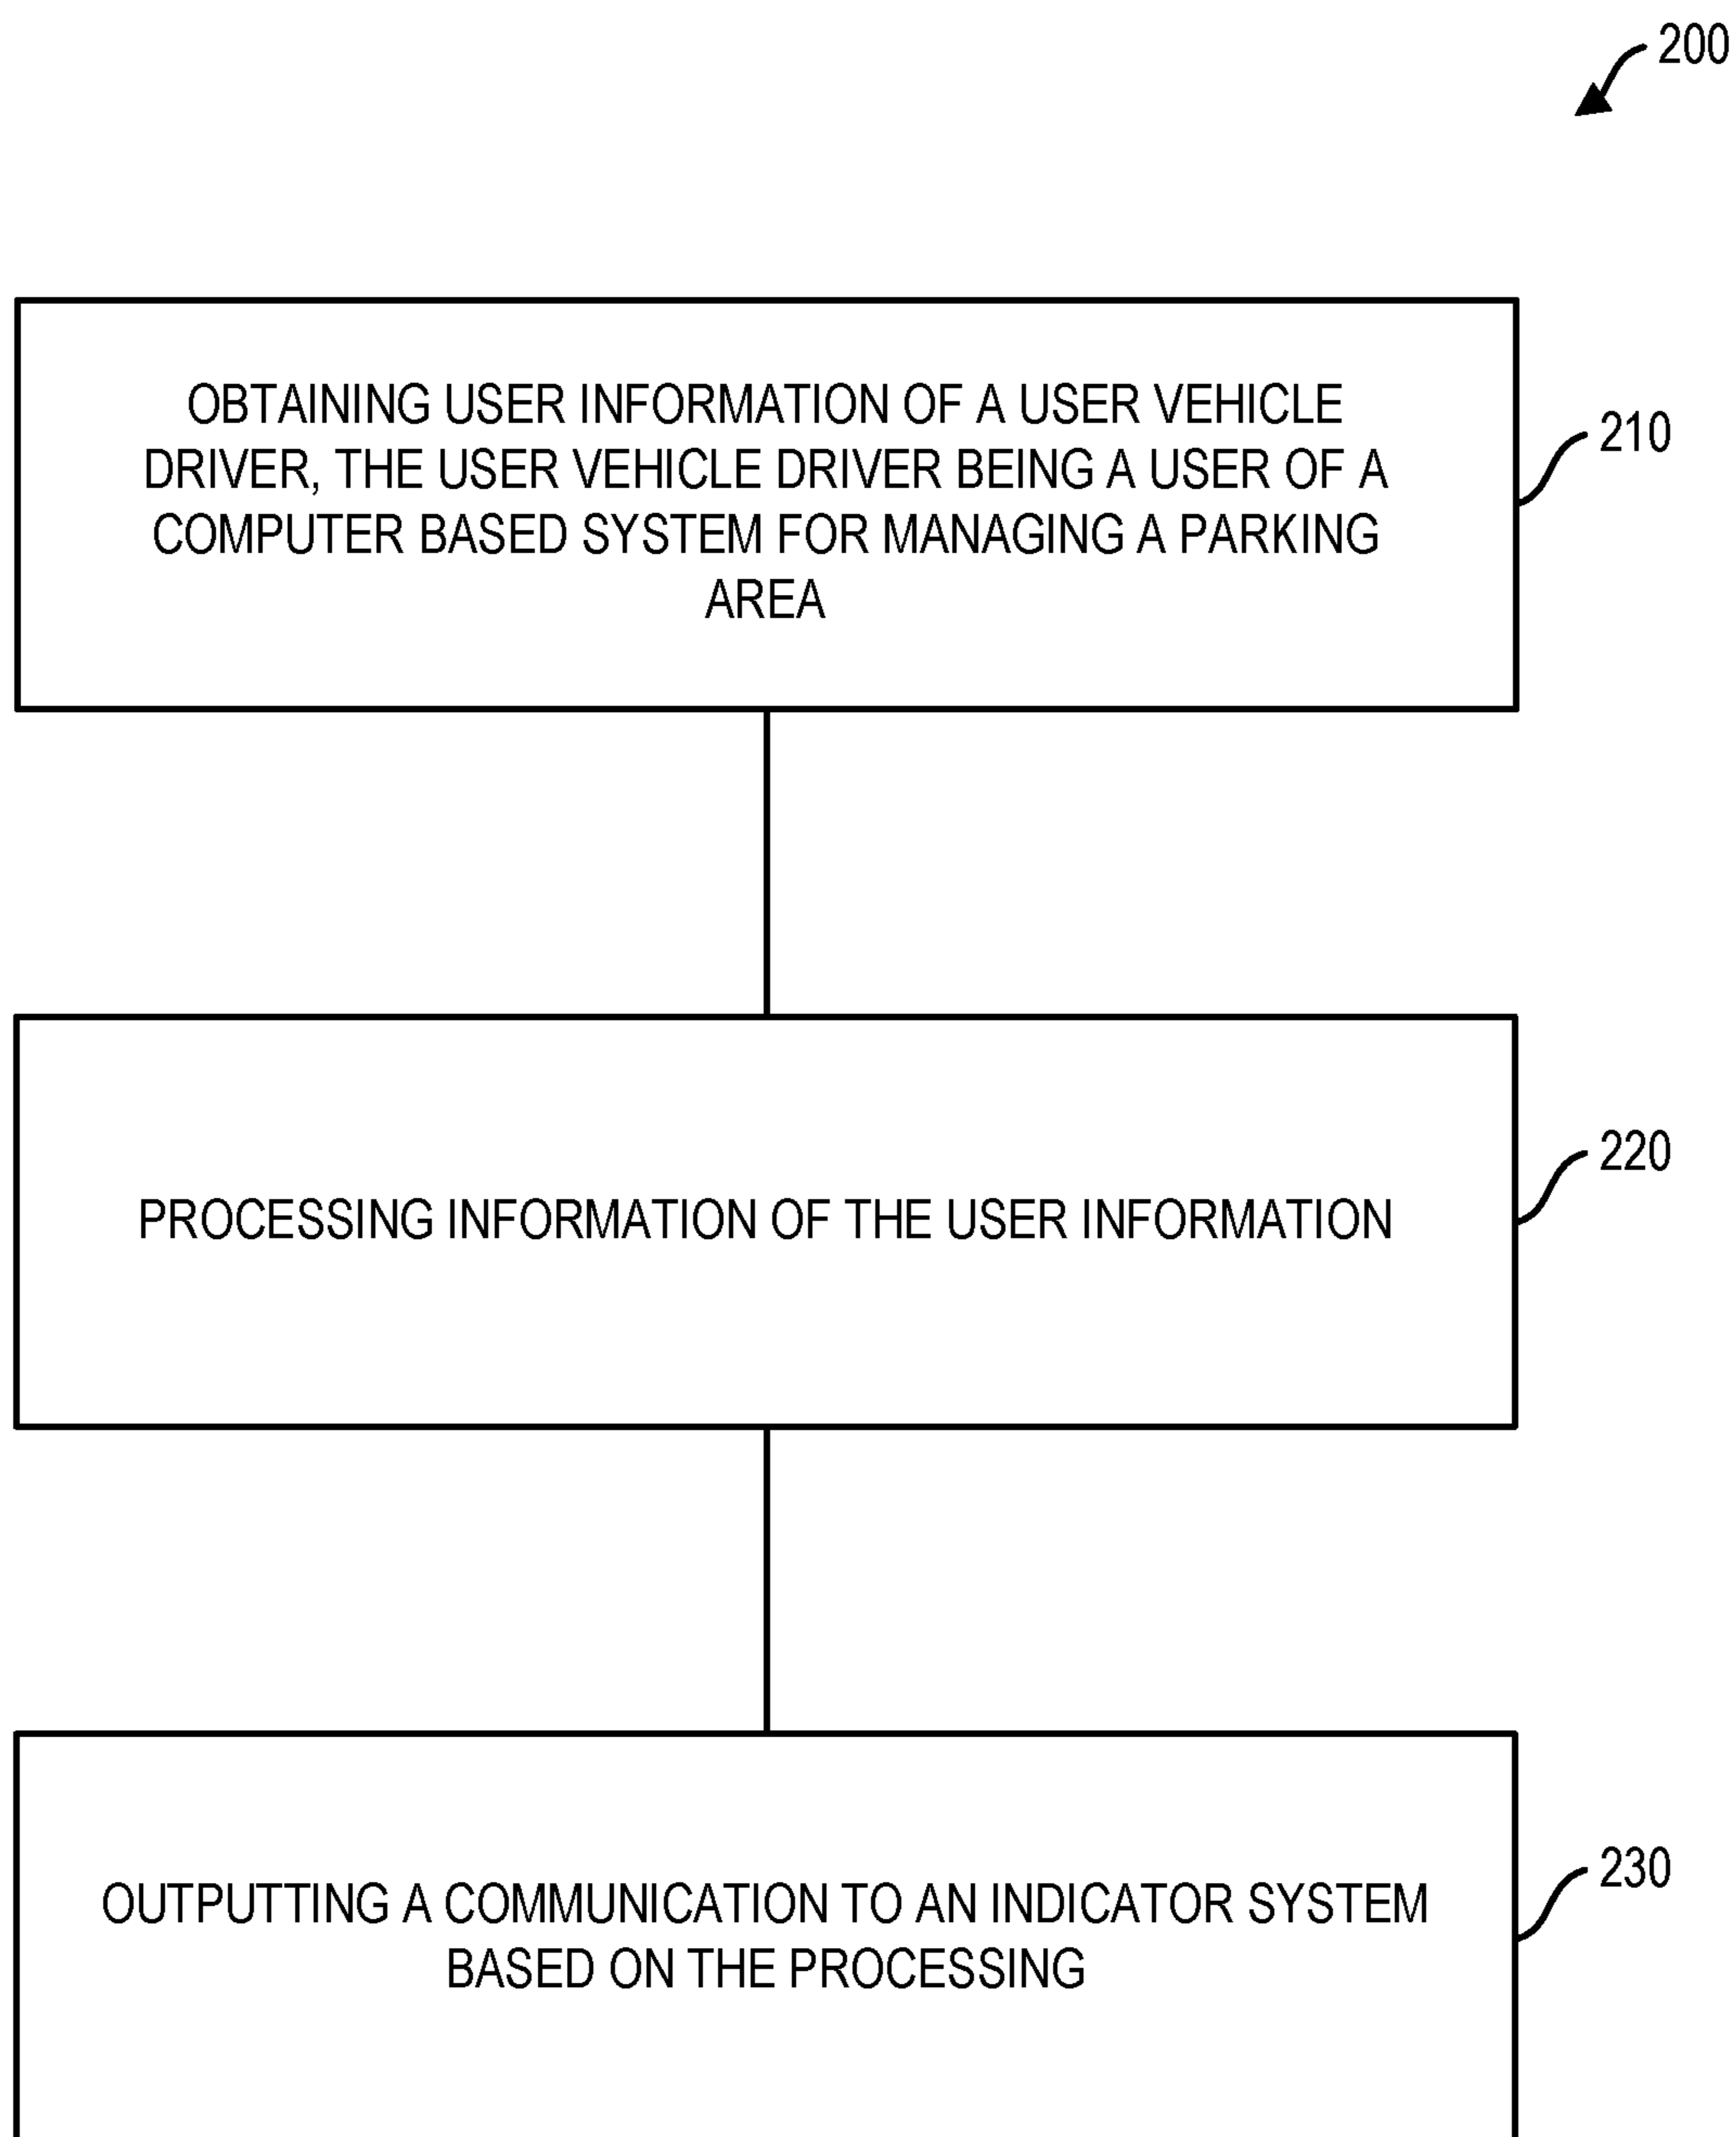 200
OBTAINING USER INFORMATION OF A USER VEHICLE
DRIVER, THE USER VEHICLE DRIVER BEING A USER OF A
COMPUTER BASED SYSTEM FOR MANAGING A PARKING
AREA
210
PROCESSING INFORMATION OF THE USER INFORMATION
220
OUTPUTTING A COMMUNICATION TO AN INDICATOR SYSTEM
BASED ON THE PROCESSING
230